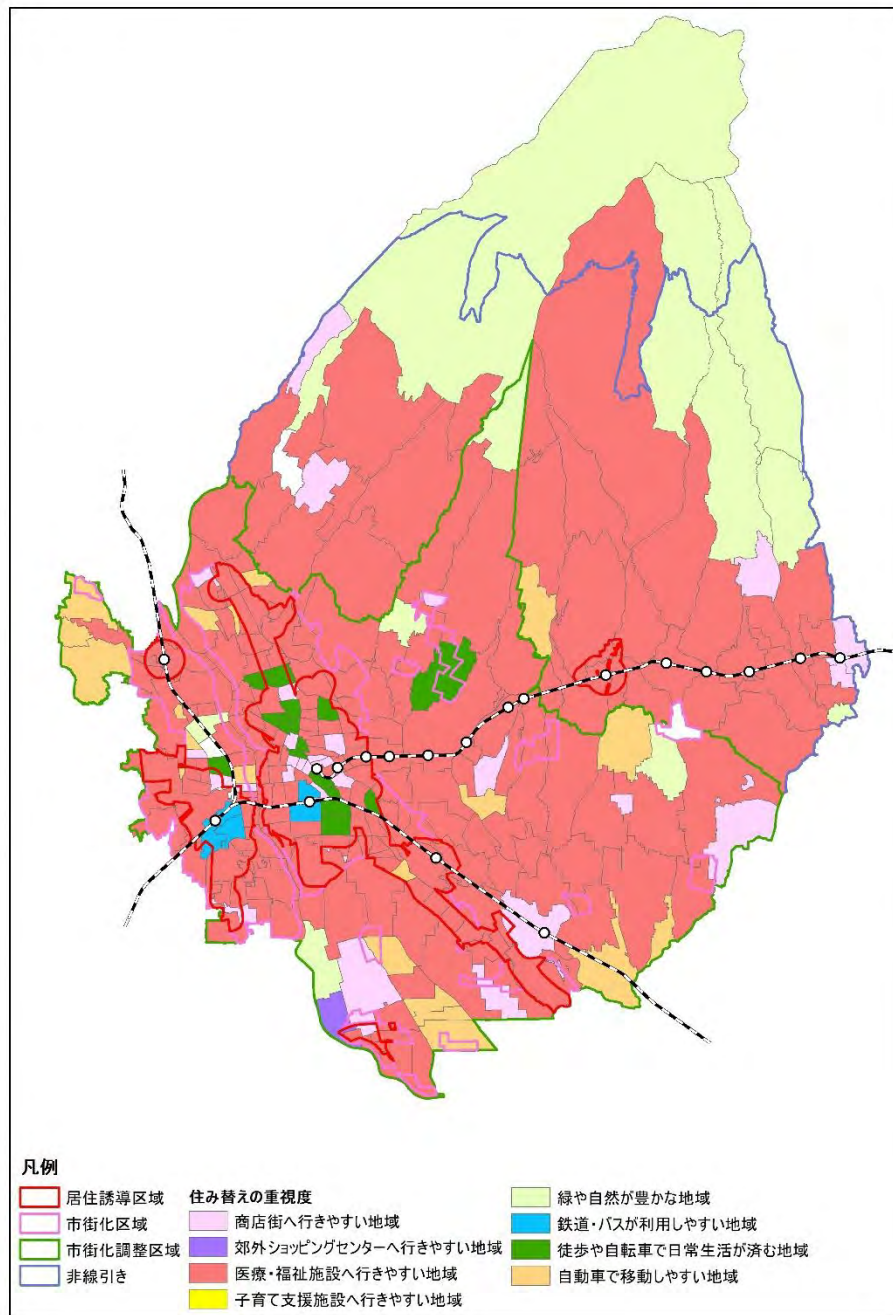 凡例
居住誘導区域
市街化区域
市街化調整区域
非線引き
住み替えの重視度
商店街へ行きやすい地域
郊外ショッピングセンターへ行きやすい地域
医療・福祉施設へ行きやすい地域
子育て支援施設へ行きやすい地域
緑や自然が豊かな地域
鉄道・バスが利用しやすい地域
徒歩や自転車で日常生活が済む地域
自動車で移動しやすい地域